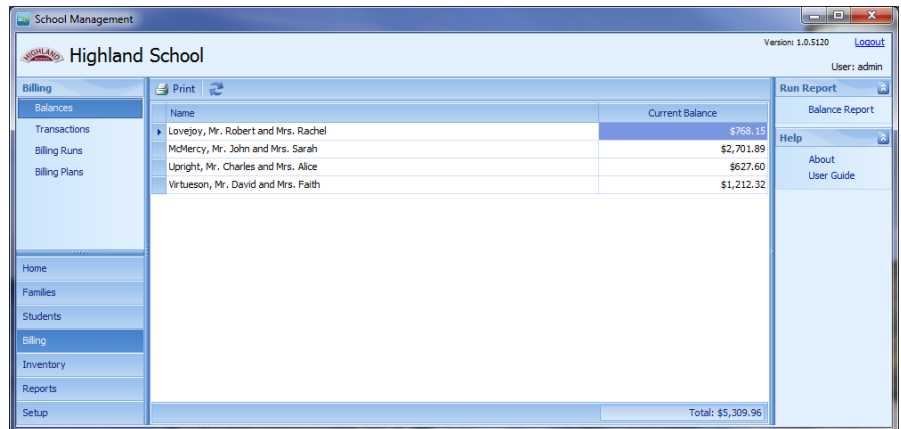 School Management
HIGHLAND
Highland School
Version: 1.0.5120 Logout
User: admin
Billing
Balances
Transactions
Billing Runs
Billing Plans
Home
Families
Students
Billing
Inventory
Reports
Setup
Print
Name Current Balance
Lovejoy, Mr. Robert and Mrs. Rachel $768.15
McMercy, Mr. John and Mrs. Sarah $2,701.89
Upright, Mr. Charles and Mrs. Alice $627.60
Virtueson, Mr. David and Mrs. Faith $1,212.32
Total: $5,309.96
Run Report
Balance Report
Help
About
User Guide